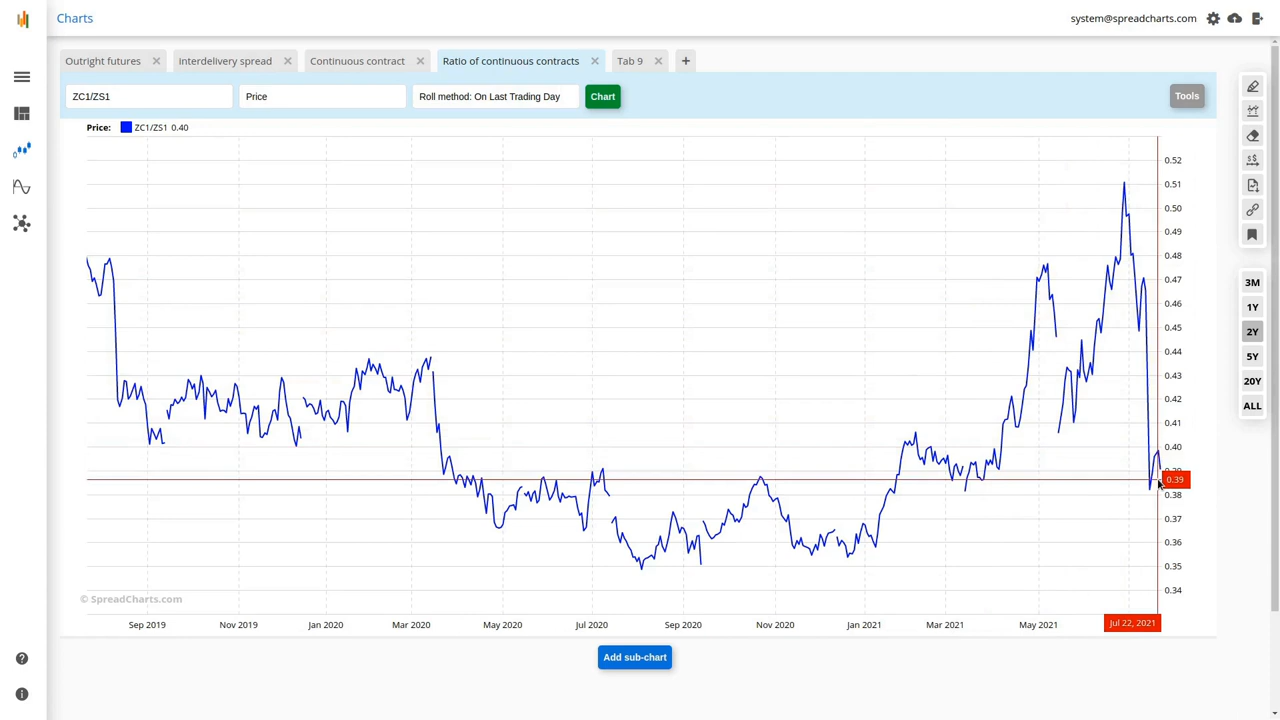 Charts
system@spreadcharts.com
Outright futures
Interdelivery spread
Continuous contract
Ratio of continuous contracts
Tab 9
ZC1/ZS1
Price
Roll method: On Last Trading Day
Chart
Tools
Price: ZC1/ZS1 0.40
0.52
0.51
0.50
0.49
0.48
0.47
0.46
0.45
0.44
0.43
0.42
0.41
0.40
0.39
0.39
0.38
0.37
0.36
0.35
0.34
3M
1Y
2Y
5Y
20Y
ALL
© SpreadCharts.com
Sep 2019
Nov 2019
Jan 2020
Mar 2020
May 2020
Jul 2020
Sep 2020
Nov 2020
Jan 2021
Mar 2021
May 2021
Jul 22, 2021
Add sub-chart